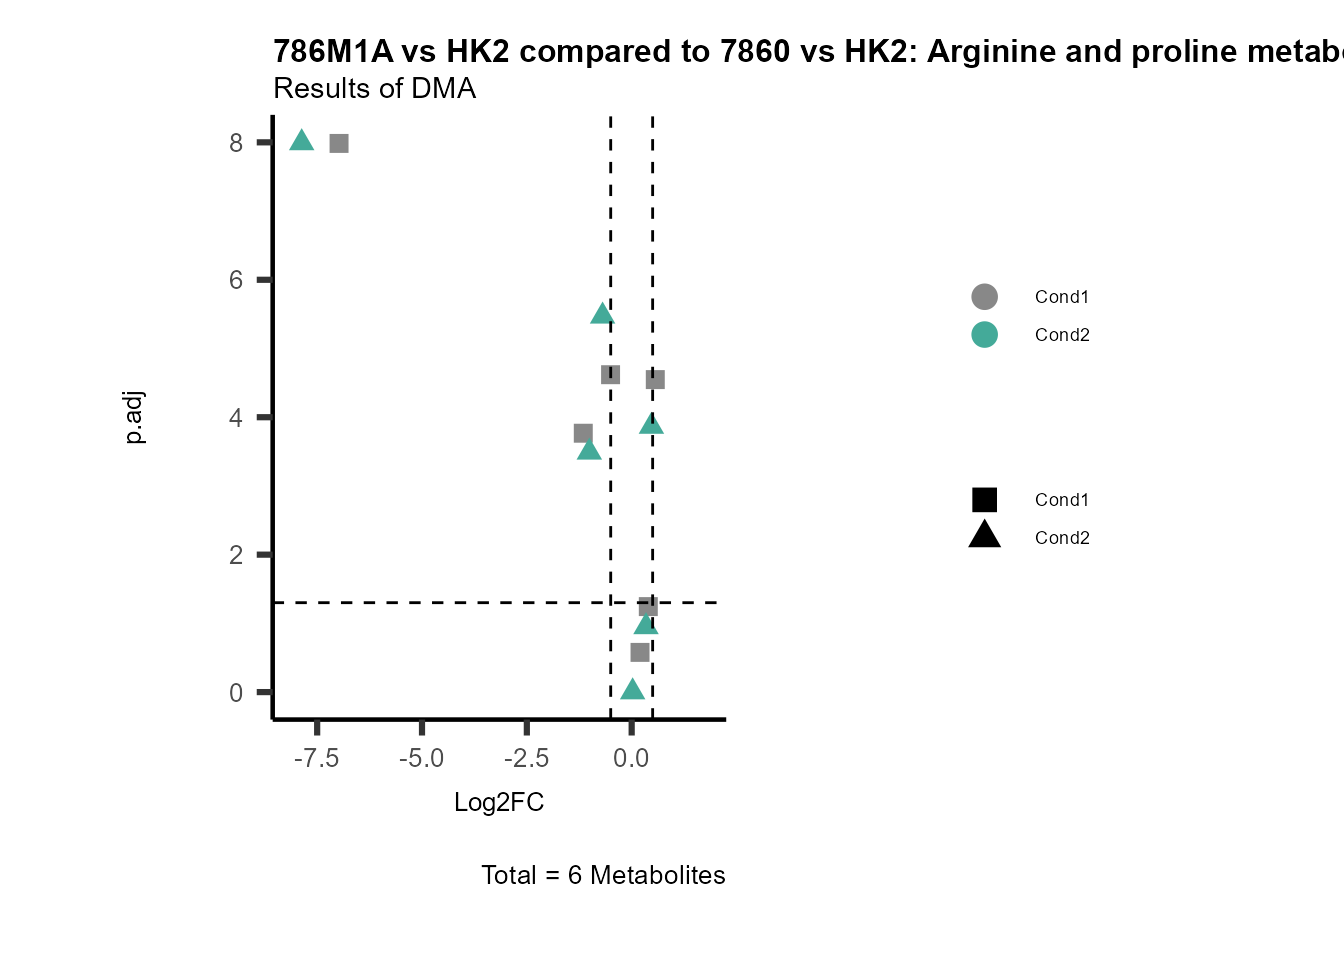 786M1A vs HK2 compared to 7860 vs HK2: Arginine and proline
Results of DMA
8
6
4
2
0
p.adj
-7.5 -5.0 -2.5 0.0
Log2FC
Total = 6 Metabolites
Cond1
Cond2
Cond1
Cond2